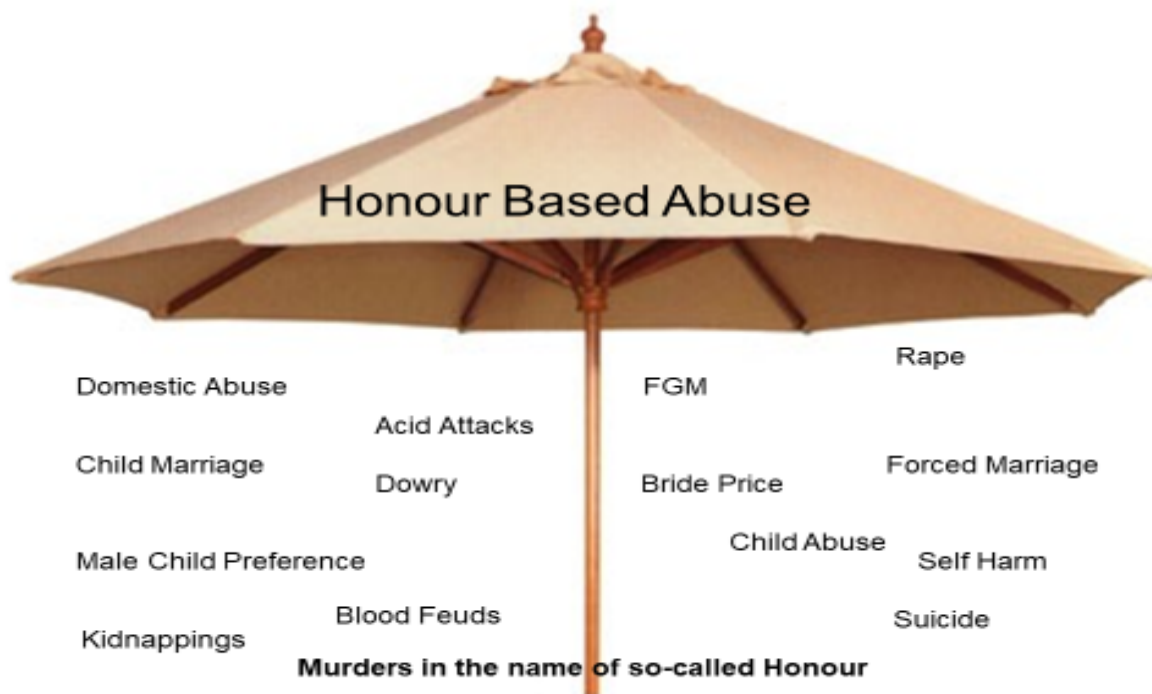 Honour Based Abuse
Rape
Domestic Abuse
FGM
Acid Attacks
Child Marriage
Forced Marriage
Dowry
Bride Price
Child Abuse
Male Child Preference
Self Harm
Blood Feuds
Suicide
Kidnappings
Murders in the name of so-called Honour